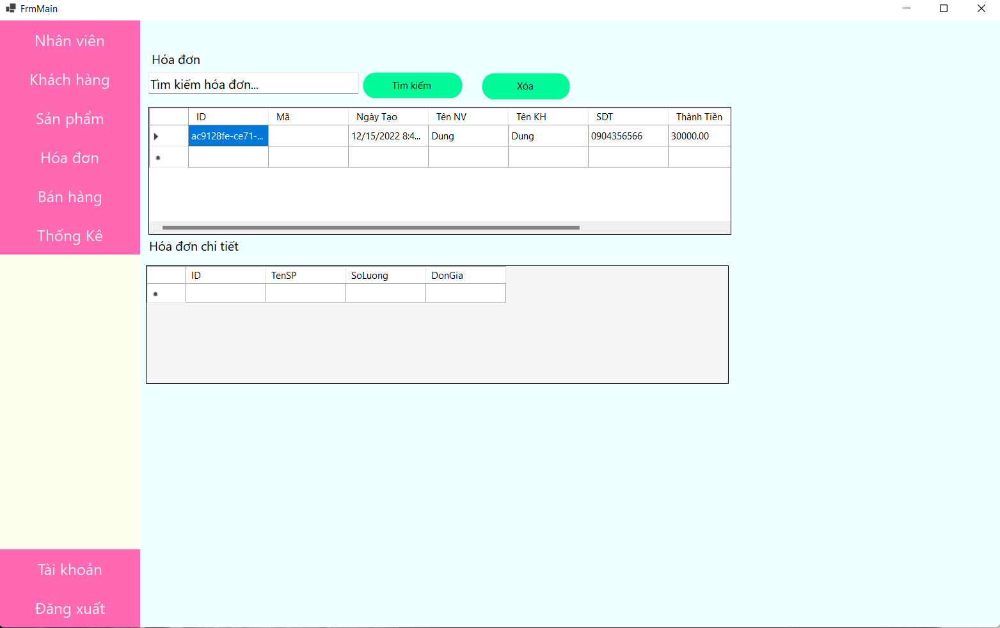 FrmMain
Nhân viên
Khách hàng
Sản phẩm
Hóa đơn
Bán hàng
Thống Kê
Tài khoản
Đăng xuất
Hóa đơn
Tìm kiếm hóa đơn... Tìm kiếm Xóa
ID Mã Ngày Tạo Tên NV Tên KH SDT Thành Tiền
ac9128fe-ce71-... 12/15/2022 8:4... Dung Dung 0904356566 30000.00
Hóa đơn chi tiết
ID TenSP SoLuong DonGia